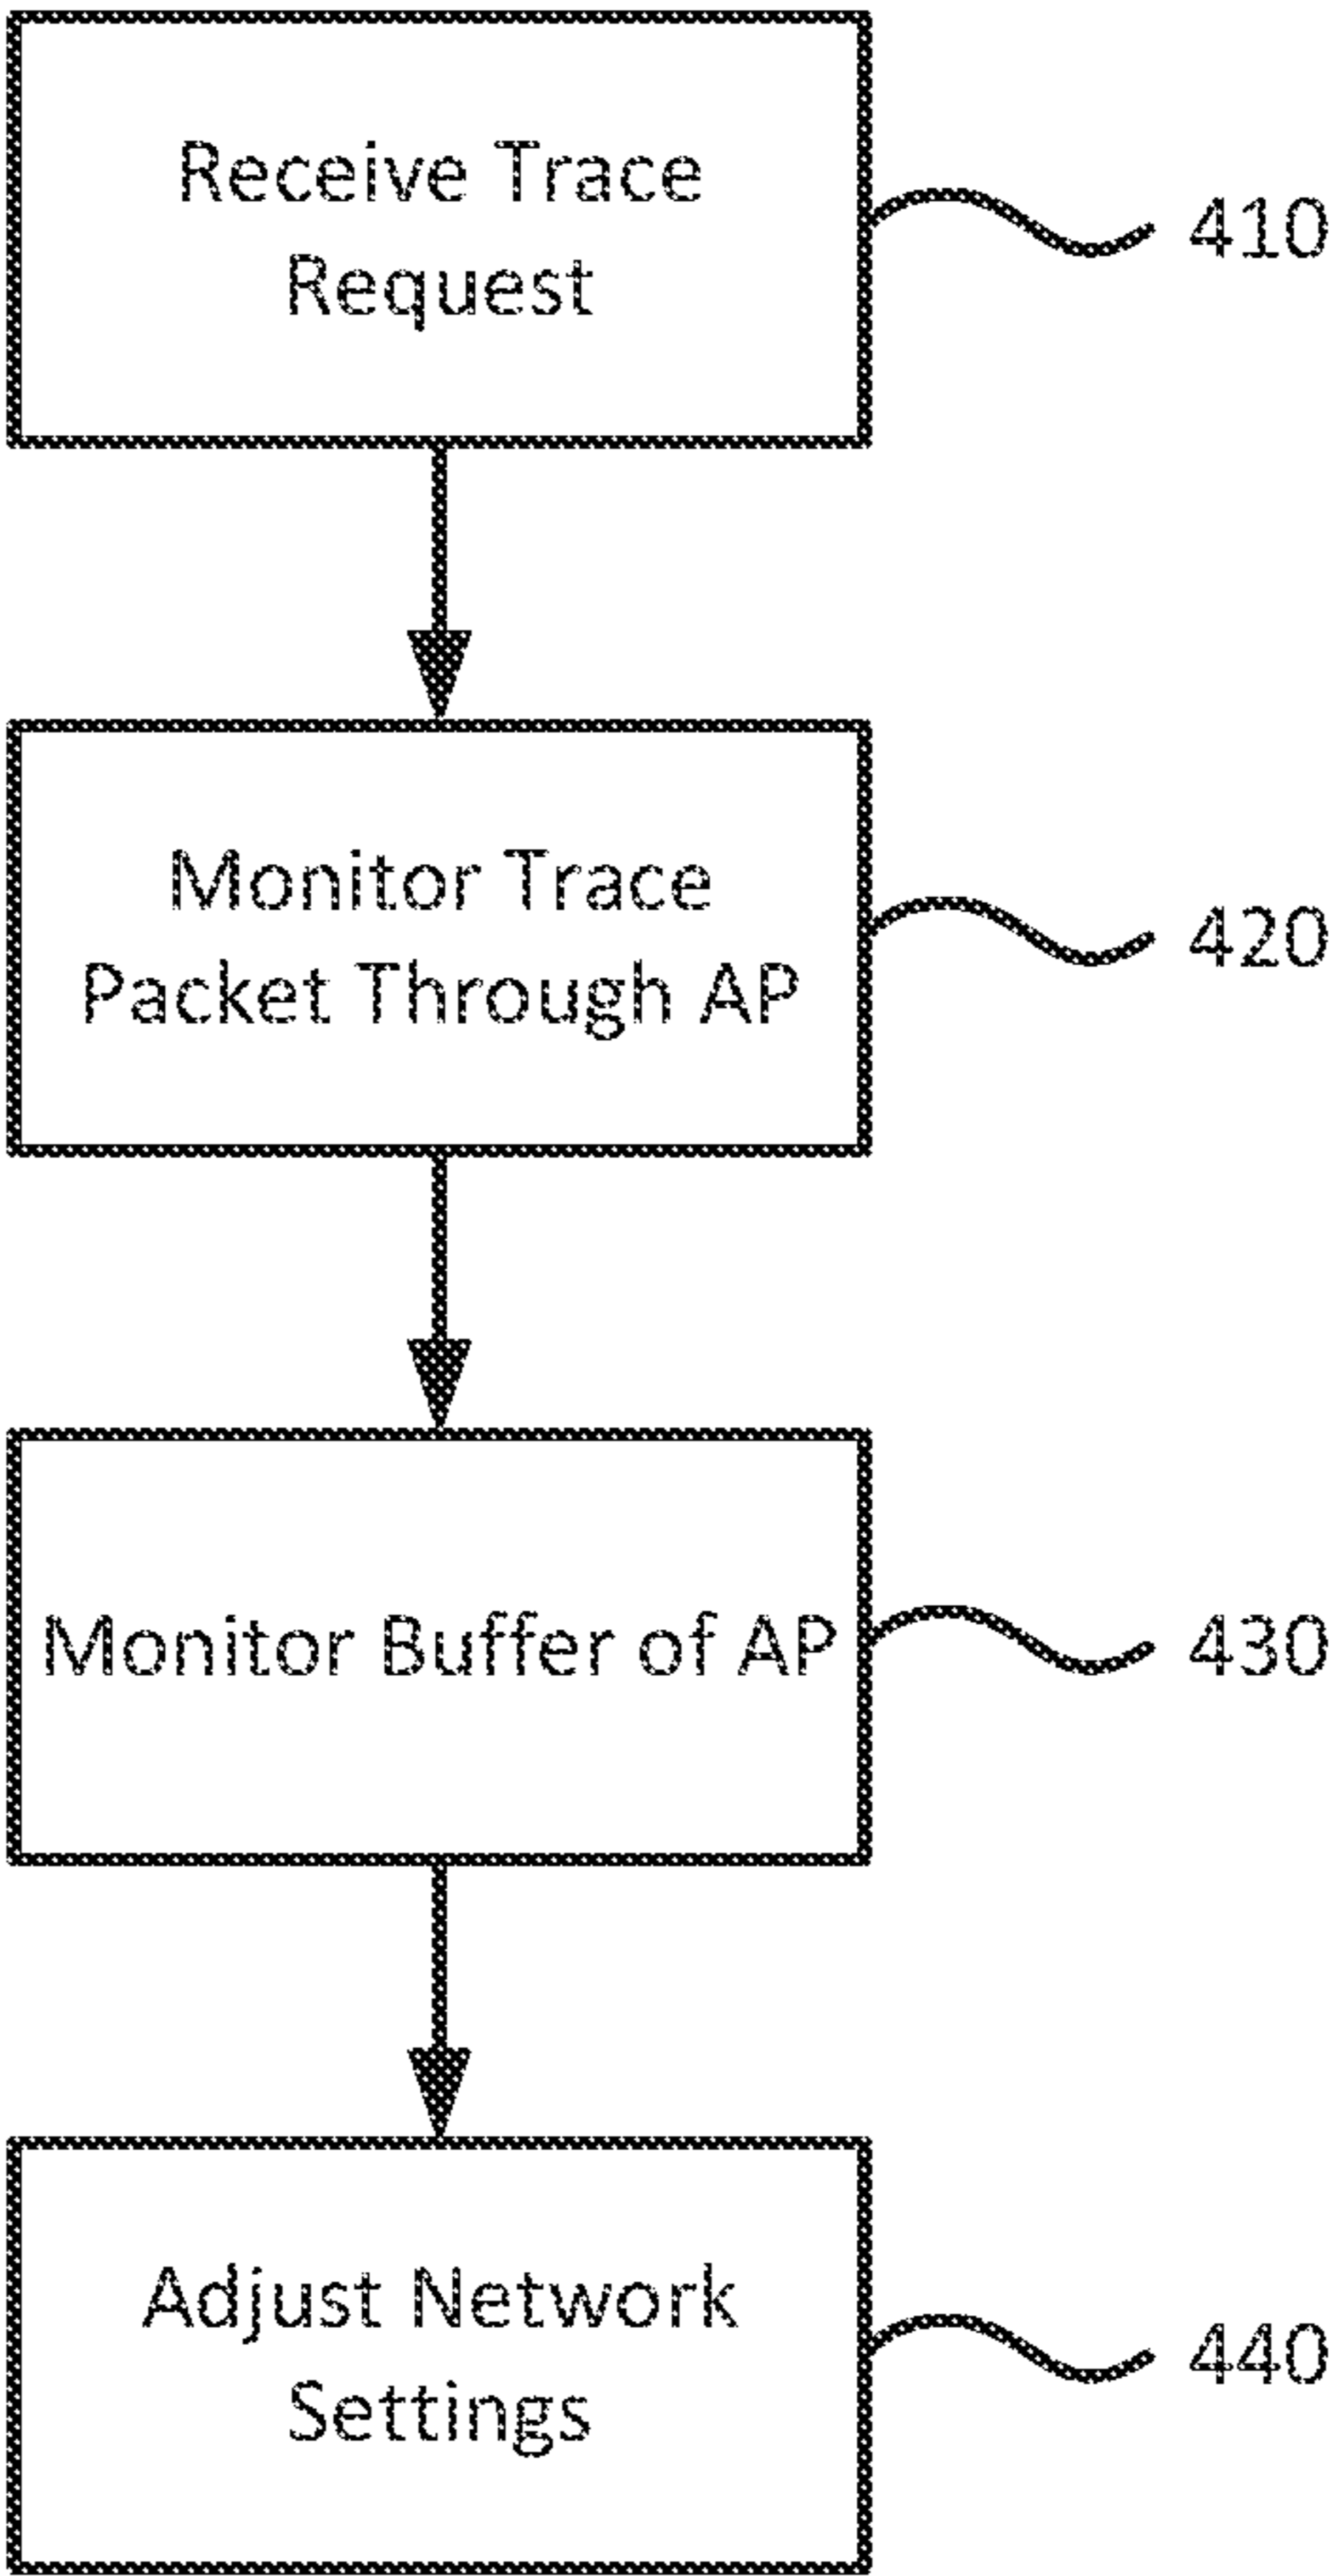 Receive Trace
Request
410
Monitor Trace
Packet Through AP
420
Monitor Buffer of AP
430
Adjust Network
Settings
440